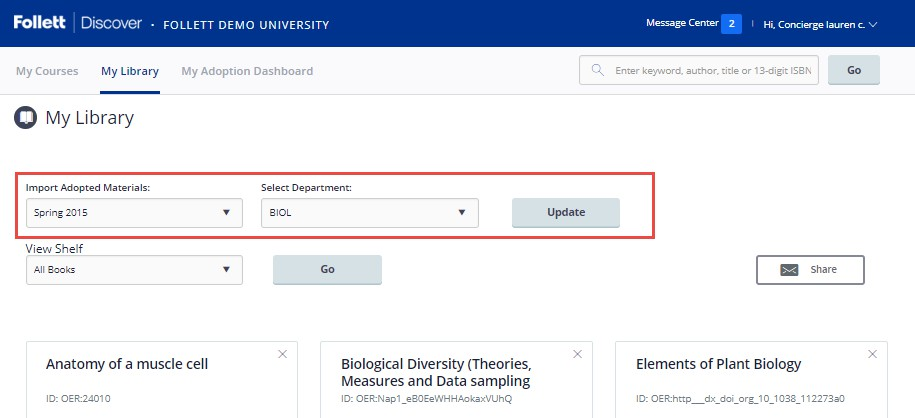 Follett | Discover · FOLLETT DEMO UNIVERSITY
Message Center 2 | Hi, Concierge lauren c.
My Courses My Library My Adoption Dashboard
Enter keyword, author, title or 13-digit ISBN Go
My Library
Import Adopted Materials: Select Department:
Spring 2015 BIOL Update
View Shelf
All Books Go Share
Anatomy of a muscle cell
ID: OER:24010
Biological Diversity (Theories,
Measures and Data sampling
ID: OER:Nap1_eB0EeWHHAokaxVUhQ
Elements of Plant Biology
ID: OER:http___dx_doi_org_10_1038_112273a0